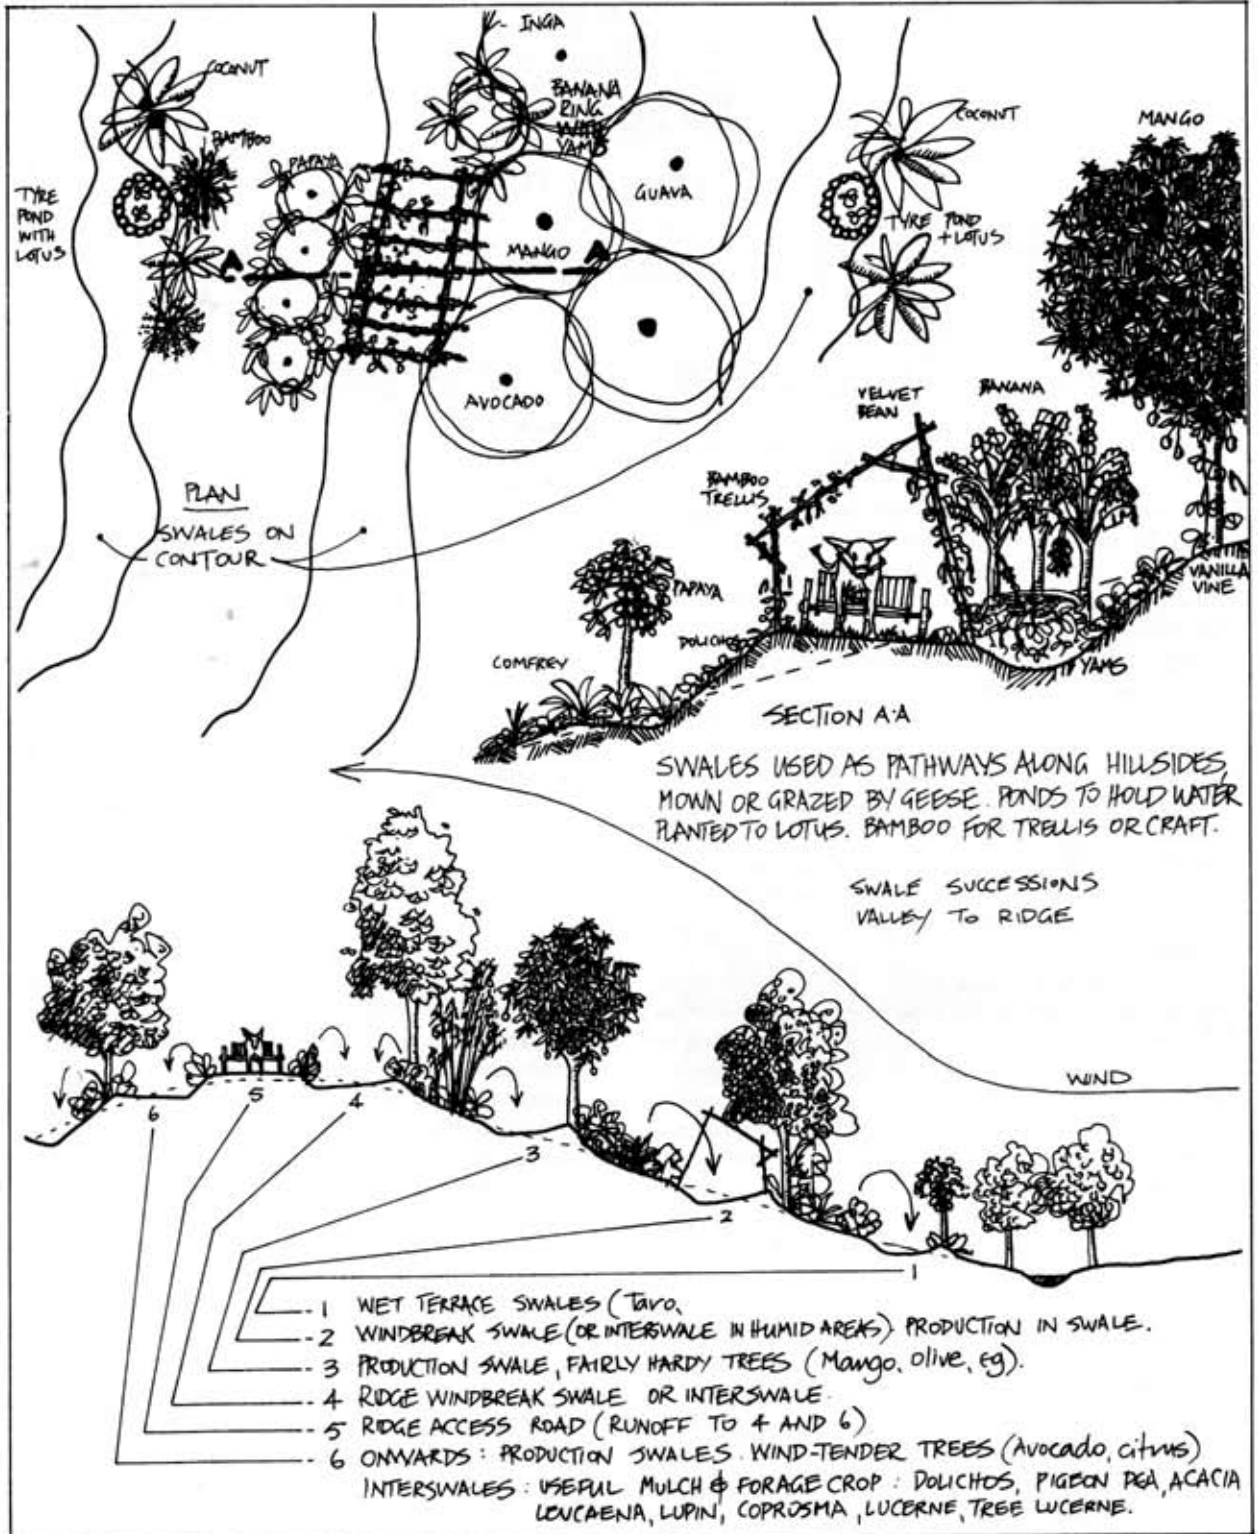 INGA
COCONUT
BANANA
RING
WITH
YAMS
COCONUT
MANGO
BAMBOO
PAPAYA
TYRE
POND
WITH
LOTUS
GUAVA
TYRE POND
+ LOTUS
MANGO
A
A
AVOCADO
VELVET
BEAN
BANANA
BAMBOO
TRELLIS
PLAN
SWALES ON
CONTOUR
PAPAYA
VANILLA
VINE
DOLICHOS
COMFREY
YAMS
SECTION A-A
SWALES USED AS PATHWAYS ALONG HILLSIDES,
MOWN OR GRAZED BY GEESE. PONDS TO HOLD WATER
PLANTED TO LOTUS. BAMBOO FOR TRELLIS OR CRAFT.
SWALE SUCCESSIONS
VALLEY TO RIDGE
WIND
6
5
4
3
2
1
1 WET TERRACE SWALES (Taro,
2 WINDBREAK SWALE (OR INTERSWALE IN HUMID AREAS) PRODUCTION IN SWALE.
3 PRODUCTION SWALE, FAIRLY HARDY TREES (Mango, Olive, eg).
4 RIDGE WINDBREAK SWALE OR INTERSWALE.
5 RIDGE ACCESS ROAD (RUNOFF TO 4 AND 6)
6 ONWARDS: PRODUCTION SWALES. WIND-TENDER TREES (Avocado, citrus)
INTERSWALES: USEFUL MULCH & FORAGE CROP: DOLICHOS, PIGEON PEA, ACACIA
LEUCAENA, LUPIN, COPROSMA, LUCERNE, TREE LUCERNE.